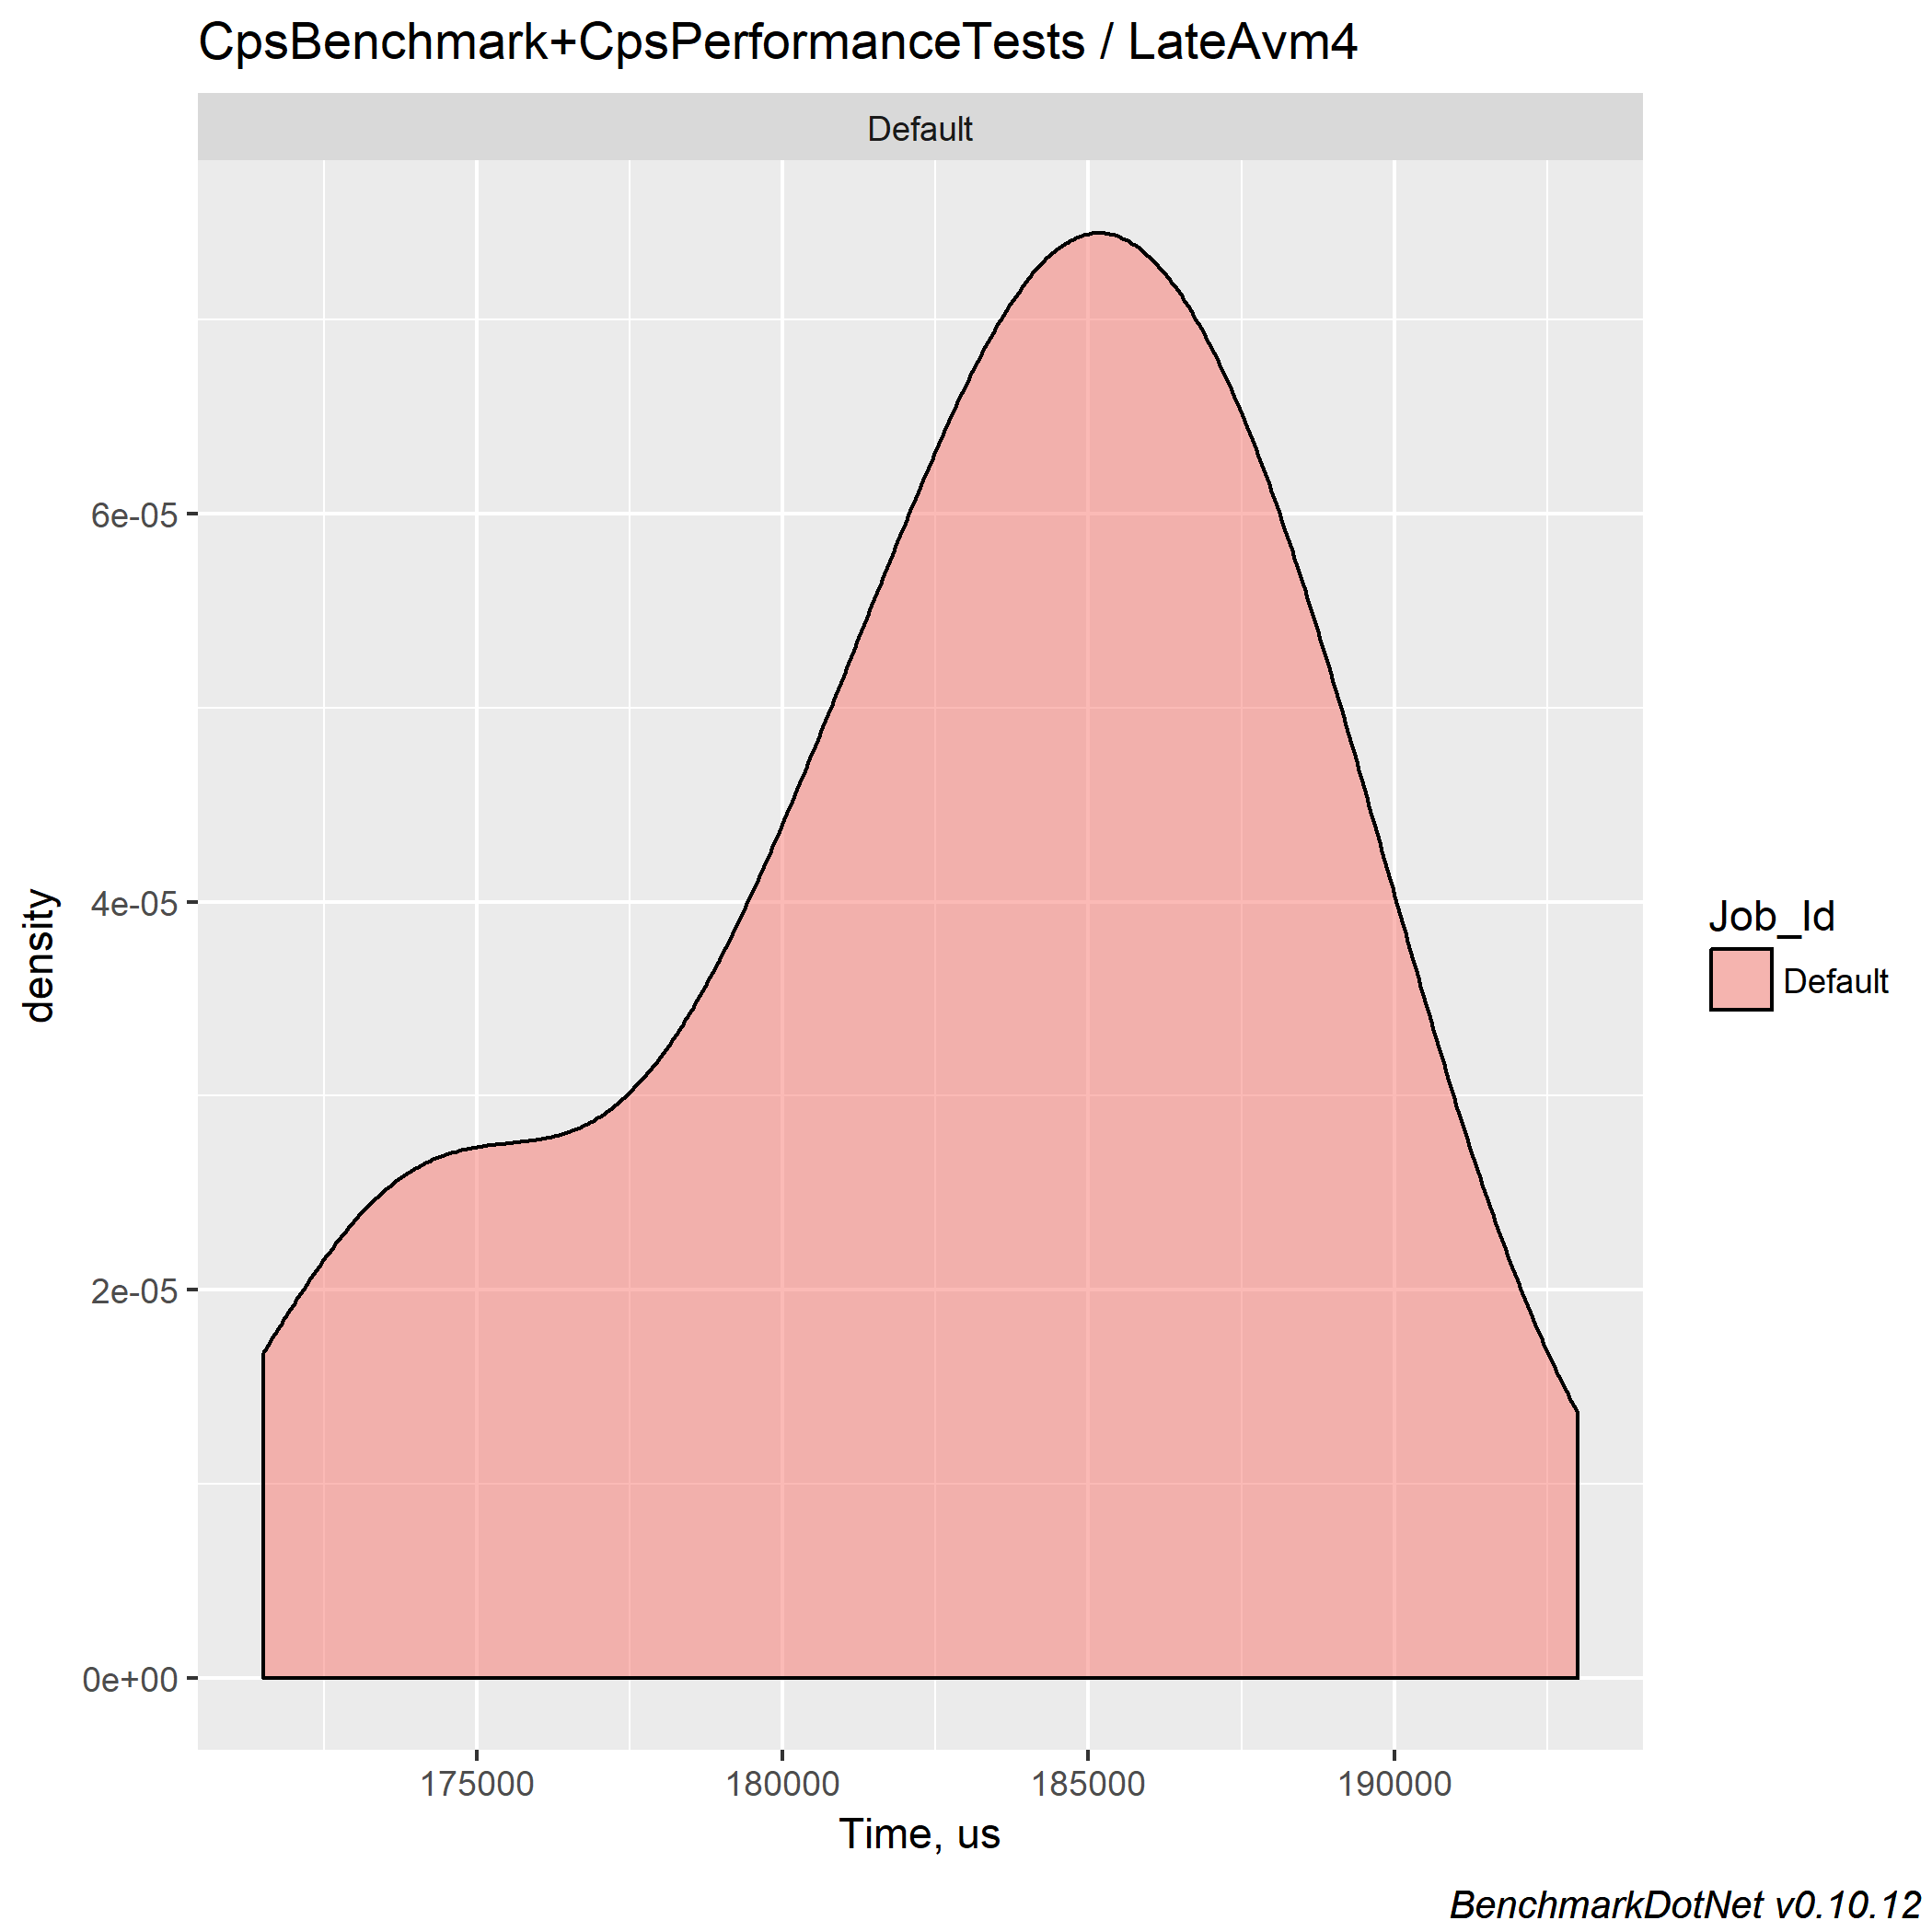 CpsBenchmark+CpsPerformanceTests / LateAvm4
Default
6e-05
4e-05
2e-05
0e+00
density
175000 180000 185000 190000
Time, us
Job_Id
Default
BenchmarkDotNet v0.10.12